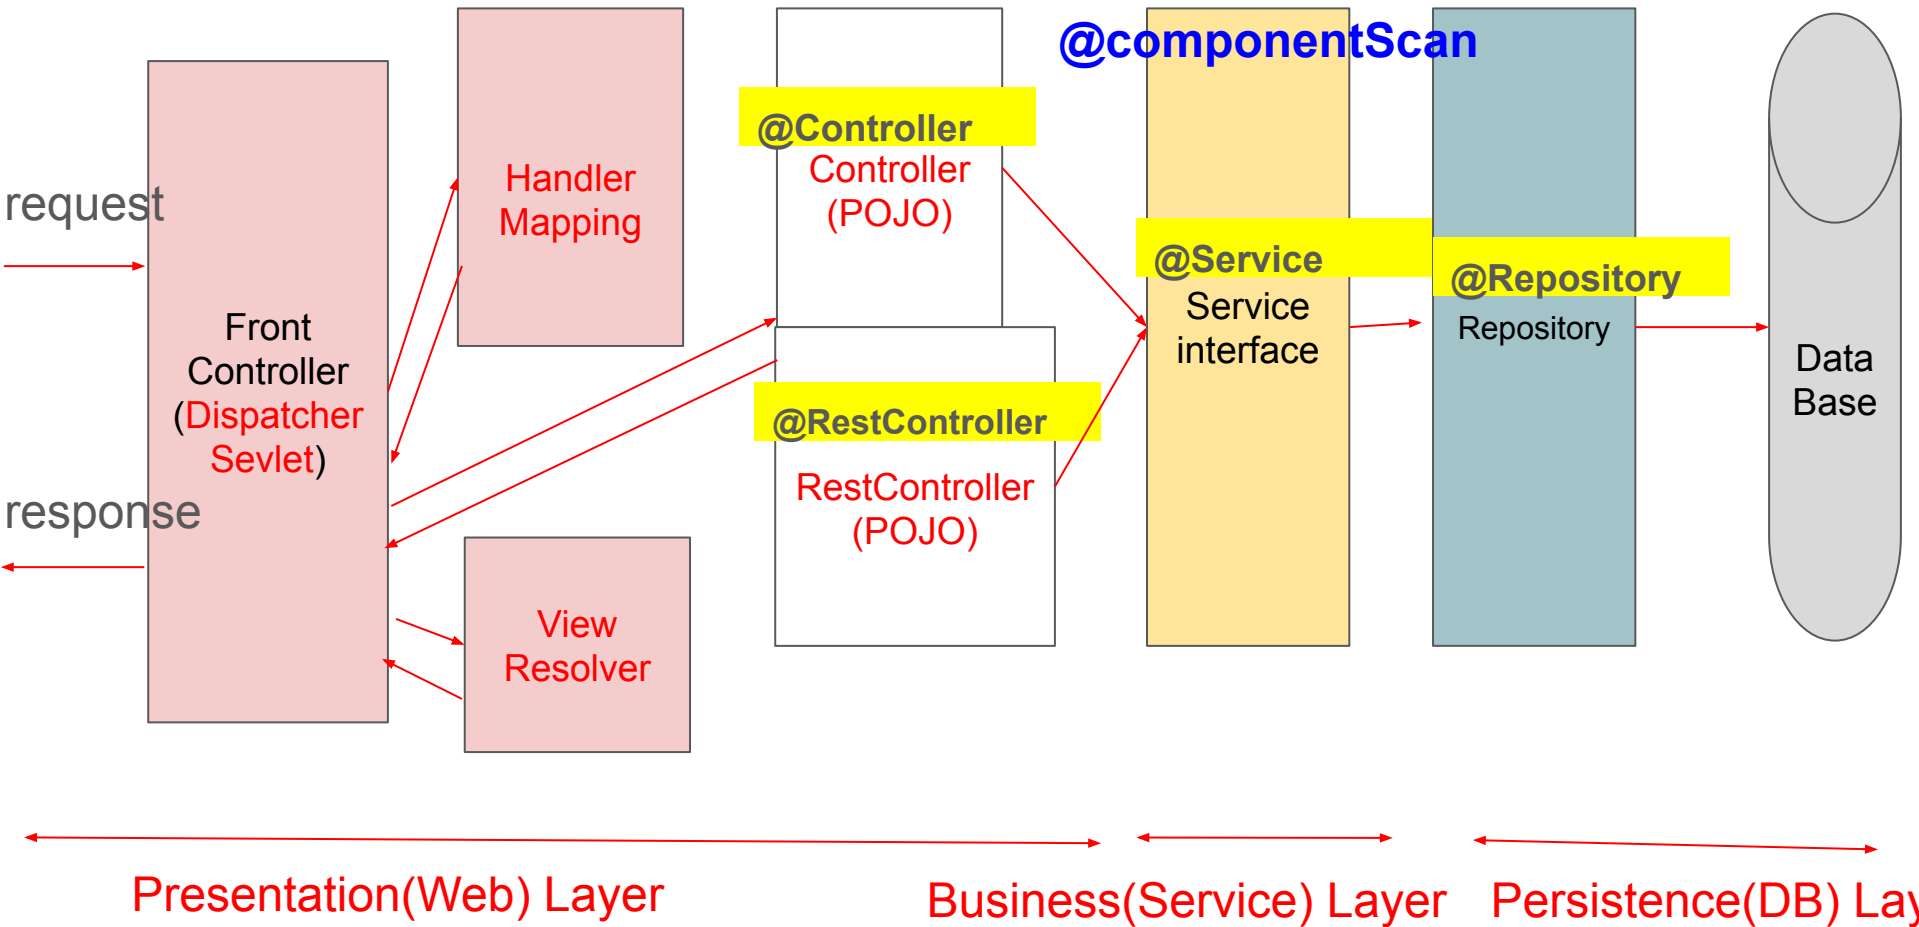 @componentScan
request
response
Front
Controller
(Dispatcher
Sevlet)
Handler
Mapping
View
Resolver
@Controller
Controller
(POJO)
@RestController
RestController
(POJO)
@Service
Service
interface
@Repository
Repository
Data
Base
Presentation(Web) Layer
Business(Service) Layer
Persistence(DB) Lay